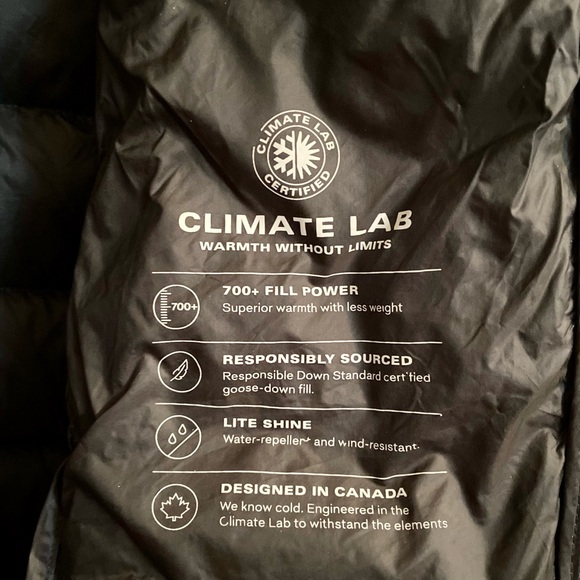 CLIMATE LAB
CERTIFIED
CLIMATE LAB
WARMTH WITHOUT LIMITS
700+
700+ FILL POWER
Superior warmth with less weight
RESPONSIBLY SOURCED
Responsible Down Standard certified
goose-down fill.
LITE SHINE
Water-repellent and wind-resistant.
DESIGNED IN CANADA
We know cold. Engineered in the
Climate Lab to withstand the elements